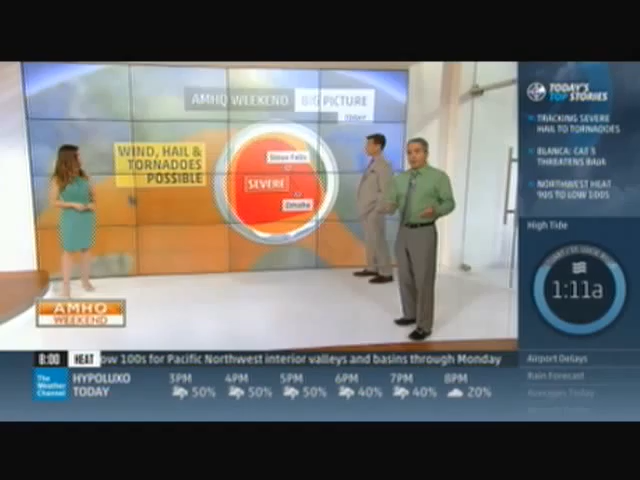 AMHQ WEEKEND BIG PICTURE
TODAY
WIND, HAIL &
TORNADOES
POSSIBLE
Sioux Falls
SEVERE
Omaha
AMHQ
WEEKEND
TODAY'S
TOP STORIES
TRACKING SEVERE
HAIL TO TORNADOES
BLANCA: CAT 3
THREATENS BAJA
NORTHWEST HEAT
'90S TO LOW 100S
High Tide
1:11a
Airport Delays
Rain Forecast
Averages Today
8:00 HEAT ow 100s for Pacific Northwest interior valleys and basins through Monday
The
Weather
Channel
HYPOLUXO
TODAY
3PM 4PM 5PM 6PM 7PM 8PM
50% 50% 50% 40% 40% 20%